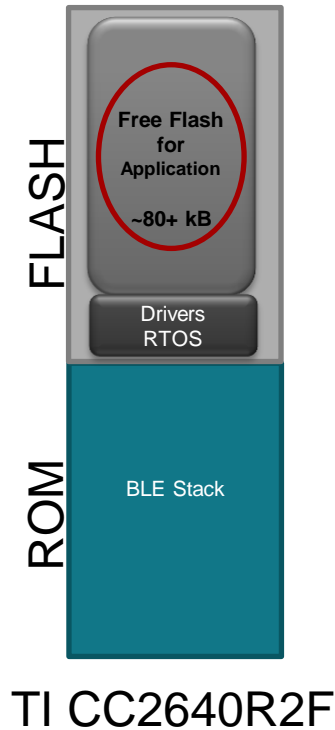 FLASH
Free Flash
for
Application
~80+ kB
Drivers
RTOS
ROM
BLE Stack
TI CC2640R2F